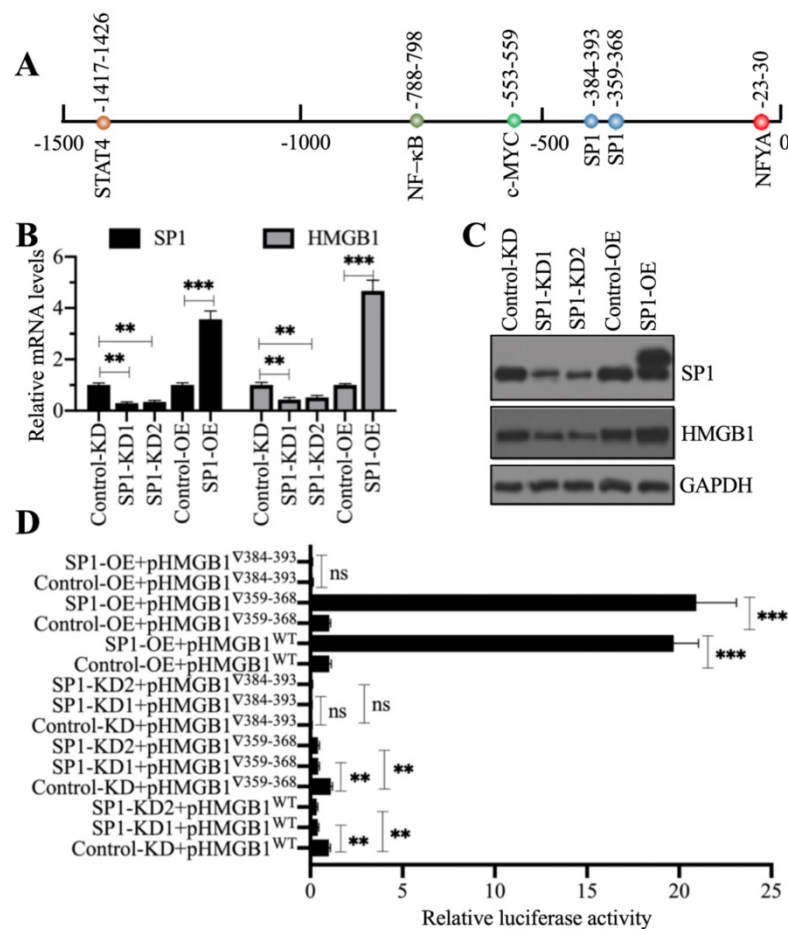 A
STAT4 -1417-1426
NF-κB -788-798
c-MYC -553-559
SP1 -384-393
SP1 -359-368
NFYA -23-30
-1500
-1000
-500
0
B
SP1
HMGB1
Relative mRNA levels
6
4
2
0
***
**
**
***
**
**
Control-KD
SP1-KD1
SP1-KD2
Control-OE
SP1-OE
Control-KD
SP1-KD1
SP1-KD2
Control-OE
SP1-OE
C
Control-KD
SP1-KD1
SP1-KD2
Control-OE
SP1-OE
SP1
HMGB1
GAPDH
D
SP1-OE+pHMGB1∇384-393
Control-OE+pHMGB1∇384-393
ns
SP1-OE+pHMGB1∇359-368
Control-OE+pHMGB1∇359-368
***
SP1-OE+pHMGB1WT
Control-OE+pHMGB1WT
***
SP1-KD2+pHMGB1∇384-393
SP1-KD1+pHMGB1∇384-393
Control-KD+pHMGB1∇384-393
ns
ns
SP1-KD2+pHMGB1∇359-368
SP1-KD1+pHMGB1∇359-368
Control-KD+pHMGB1∇359-368
**
**
SP1-KD2+pHMGB1WT
SP1-KD1+pHMGB1WT
Control-KD+pHMGB1WT
**
**
0 5 10 15 20 25
Relative luciferase activity